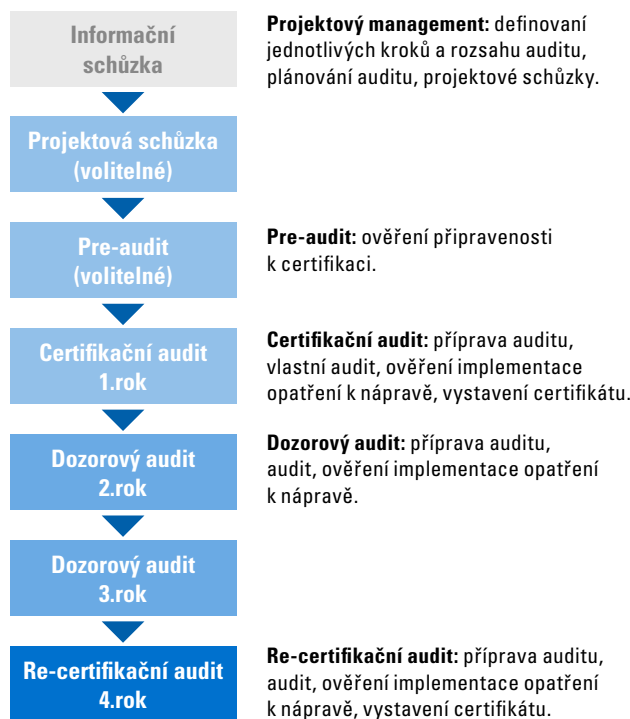 Informační
schůzka
Projektový management: definovaní
jednotlivých kroků a rozsahu auditu,
plánování auditu, projektové schůzky.
Projektová schůzka
(volitelné)
Pre-audit
(volitelné)
Pre-audit: ověření připravenosti
k certifikaci.
Certifikační audit
1.rok
Certifikační audit: příprava auditu,
vlastní audit, ověření implementace
opatření k nápravě, vystavení certifikátu.
Dozorový audit
2.rok
Dozorový audit: příprava auditu,
audit, ověření implementace opatření
k nápravě.
Dozorový audit
3.rok
Re-certifikační audit
4.rok
Re-certifikační audit: příprava auditu,
audit, ověření implementace opatření
k nápravě, vystavení certifikátu.